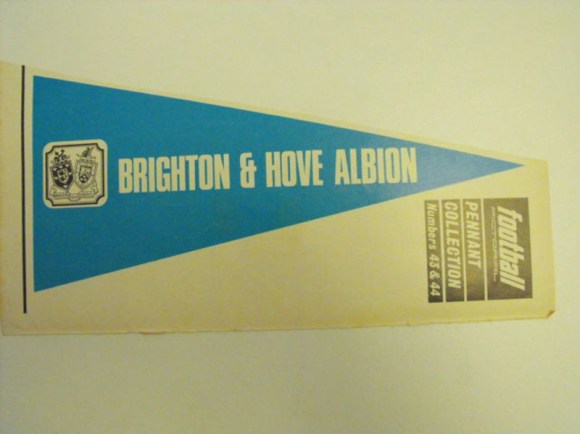 BRIGHTON & HOVE ALBION
football
PENNANT
COLLECTION
Numbers 43 & 44